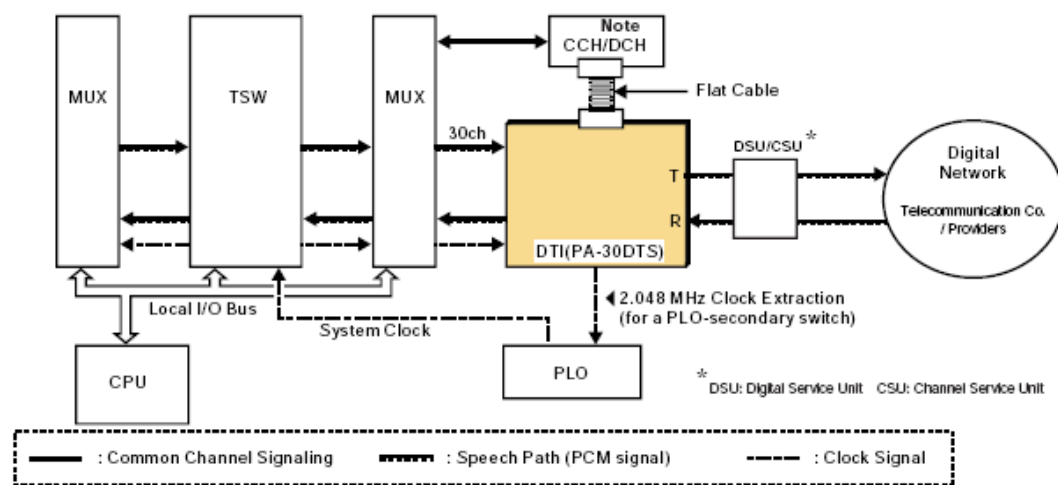 Note
CCH/DCH
MUX
TSW
MUX
Flat Cable
30ch
DSU/CSU *
Digital
Network
Telecommunication Co.
/ Providers
T
R
DTI(PA-30DTS)
Local I/O Bus
System Clock
2.048 MHz Clock Extraction
(for a PLO-secondary switch)
CPU
PLO
* DSU: Digital Service Unit CSU: Channel Service Unit
: Common Channel Signaling
: Speech Path (PCM signal)
: Clock Signal